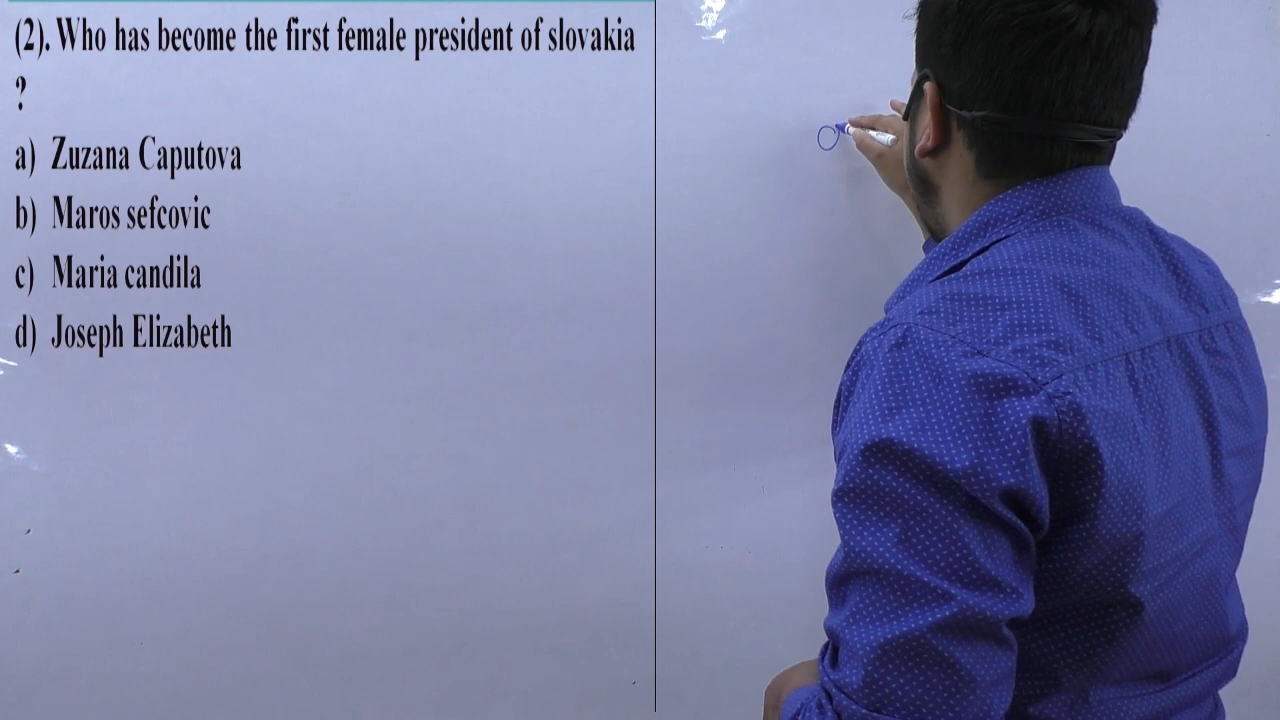 (2). Who has become the first female president of slovakia
?
a) Zuzana Caputova
b) Maros sefcovic
c) Maria candila
d) Joseph Elizabeth